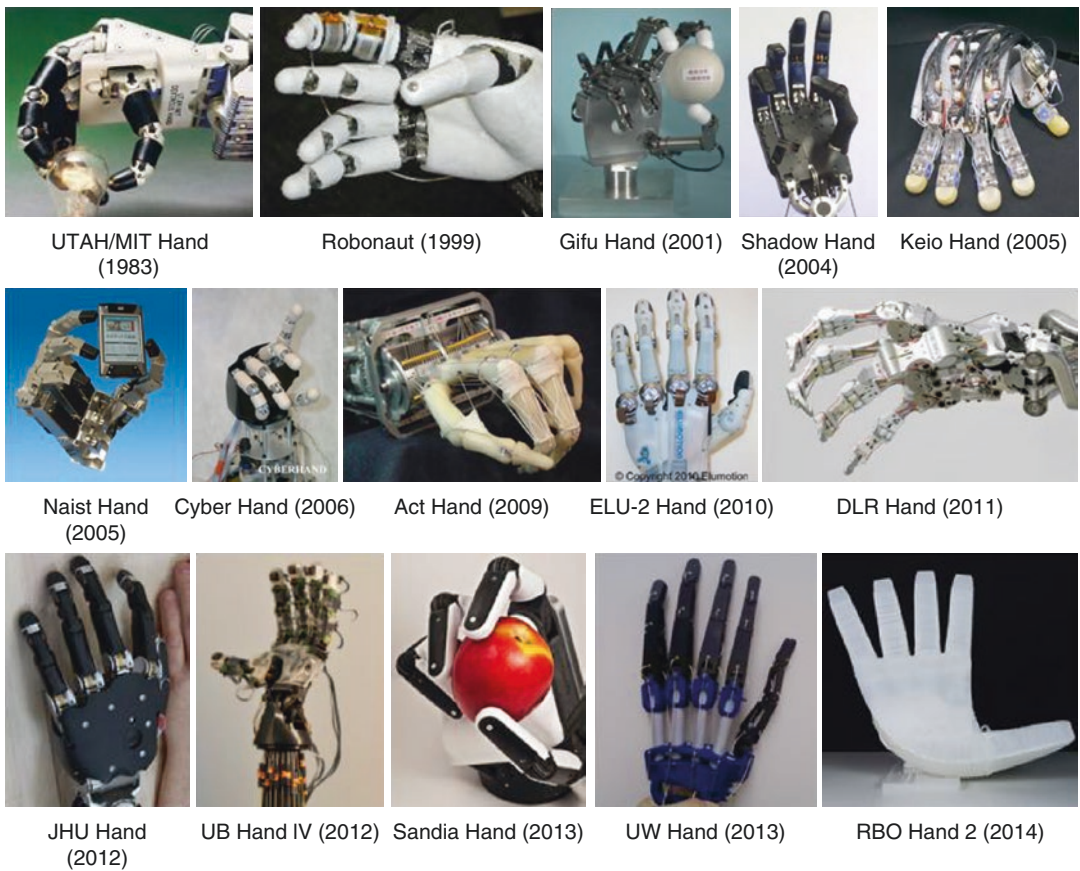 UTAH/MIT Hand
(1983)
Robonaut (1999)
Gifu Hand (2001)
Shadow Hand
(2004)
Keio Hand (2005)
CYBERHAND
© Copyright 2010 Elumotion
Naist Hand
(2005)
Cyber Hand (2006)
Act Hand (2009)
ELU-2 Hand (2010)
DLR Hand (2011)
JHU Hand
(2012)
UB Hand IV (2012)
Sandia Hand (2013)
UW Hand (2013)
RBO Hand 2 (2014)